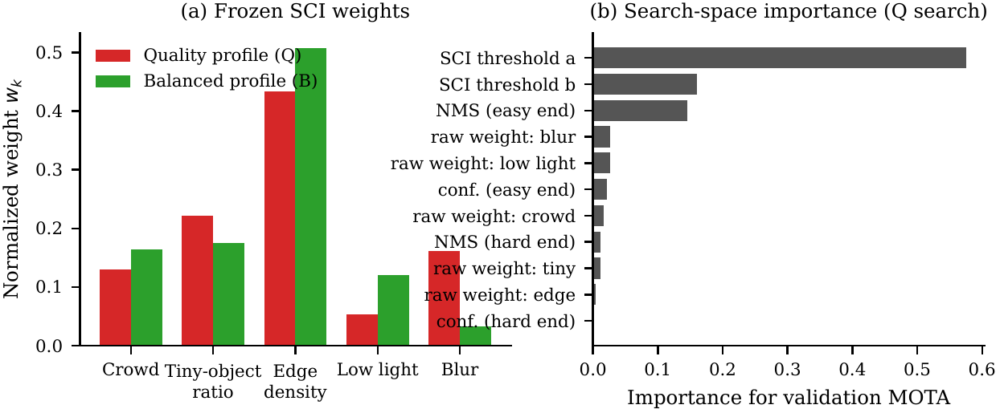 (a) Frozen SCI weights
Normalized weight wₖ
0.5
0.4
0.3
0.2
0.1
0.0
Quality profile (Q)
Balanced profile (B)
Crowd
Tiny-object
ratio
Edge
density
Low light
Blur
(b) Search-space importance (Q search)
SCI threshold a
SCI threshold b
NMS (easy end)
raw weight: blur
raw weight: low light
conf. (easy end)
raw weight: crowd
NMS (hard end)
raw weight: tiny
raw weight: edge
conf. (hard end)
0.0 0.1 0.2 0.3 0.4 0.5 0.6
Importance for validation MOTA